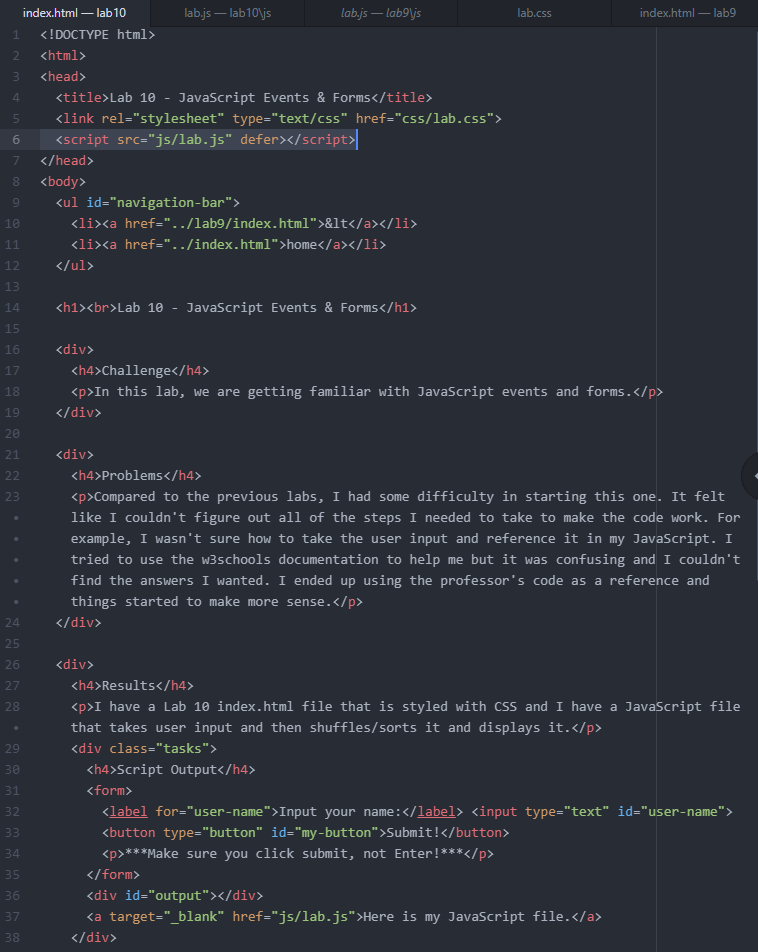 index.html — lab10 lab.js — lab10\js lab.js — lab9\js lab.css index.html — lab9
1 <!DOCTYPE html>
2 <html>
3 <head>
4 <title>Lab 10 - JavaScript Events & Forms</title>
5 <link rel="stylesheet" type="text/css" href="css/lab.css">
6 <script src="js/lab.js" defer></script>
7 </head>
8 <body>
9 <ul id="navigation-bar">
10 <li><a href="../lab9/index.html">&lt</a></li>
11 <li><a href="../index.html">home</a></li>
12 </ul>
13
14 <h1><br>Lab 10 - JavaScript Events & Forms</h1>
15
16 <div>
17 <h4>Challenge</h4>
18 <p>In this lab, we are getting familiar with JavaScript events and forms.</p>
19 </div>
20
21 <div>
22 <h4>Problems</h4>
23 <p>Compared to the previous labs, I had some difficulty in starting this one. It felt
• like I couldn't figure out all of the steps I needed to take to make the code work. For
• example, I wasn't sure how to take the user input and reference it in my JavaScript. I
• tried to use the w3schools documentation to help me but it was confusing and I couldn't
• find the answers I wanted. I ended up using the professor's code as a reference and
• things started to make more sense.</p>
24 </div>
25
26 <div>
27 <h4>Results</h4>
28 <p>I have a Lab 10 index.html file that is styled with CSS and I have a JavaScript file
• that takes user input and then shuffles/sorts it and displays it.</p>
29 <div class="tasks">
30 <h4>Script Output</h4>
31 <form>
32 <label for="user-name">Input your name:</label> <input type="text" id="user-name">
33 <button type="button" id="my-button">Submit!</button>
34 <p>***Make sure you click submit, not Enter!***</p>
35 </form>
36 <div id="output"></div>
37 <a target="_blank" href="js/lab.js">Here is my JavaScript file.</a>
38 </div>